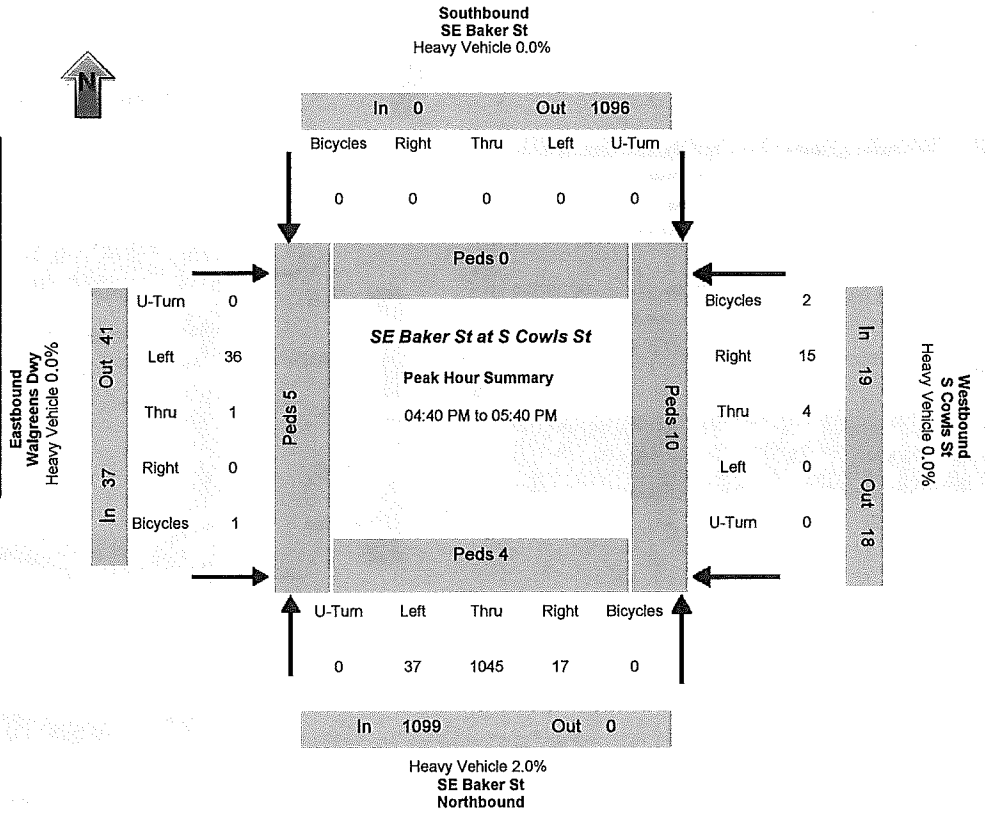 Southbound
SE Baker St
Heavy Vehicle 0.0%
N
In 0 Out 1096
Bicycles Right Thru Left U-Turn
0 0 0 0 0
Peds 0
Eastbound
Walgreens Dwy
Heavy Vehicle 0.0%
Out 41
In 37
U-Turn 0
Left 36
Thru 1
Right 0
Bicycles 1
Peds 5
SE Baker St at S Cowls St
Peak Hour Summary
04:40 PM to 05:40 PM
Peds 10
Bicycles 2
Right 15
Thru 4
Left 0
U-Turn 0
In 19
Out 18
Westbound
S Cowls St
Heavy Vehicle 0.0%
Peds 4
U-Turn Left Thru Right Bicycles
0 37 1045 17 0
In 1099 Out 0
Heavy Vehicle 2.0%
SE Baker St
Northbound